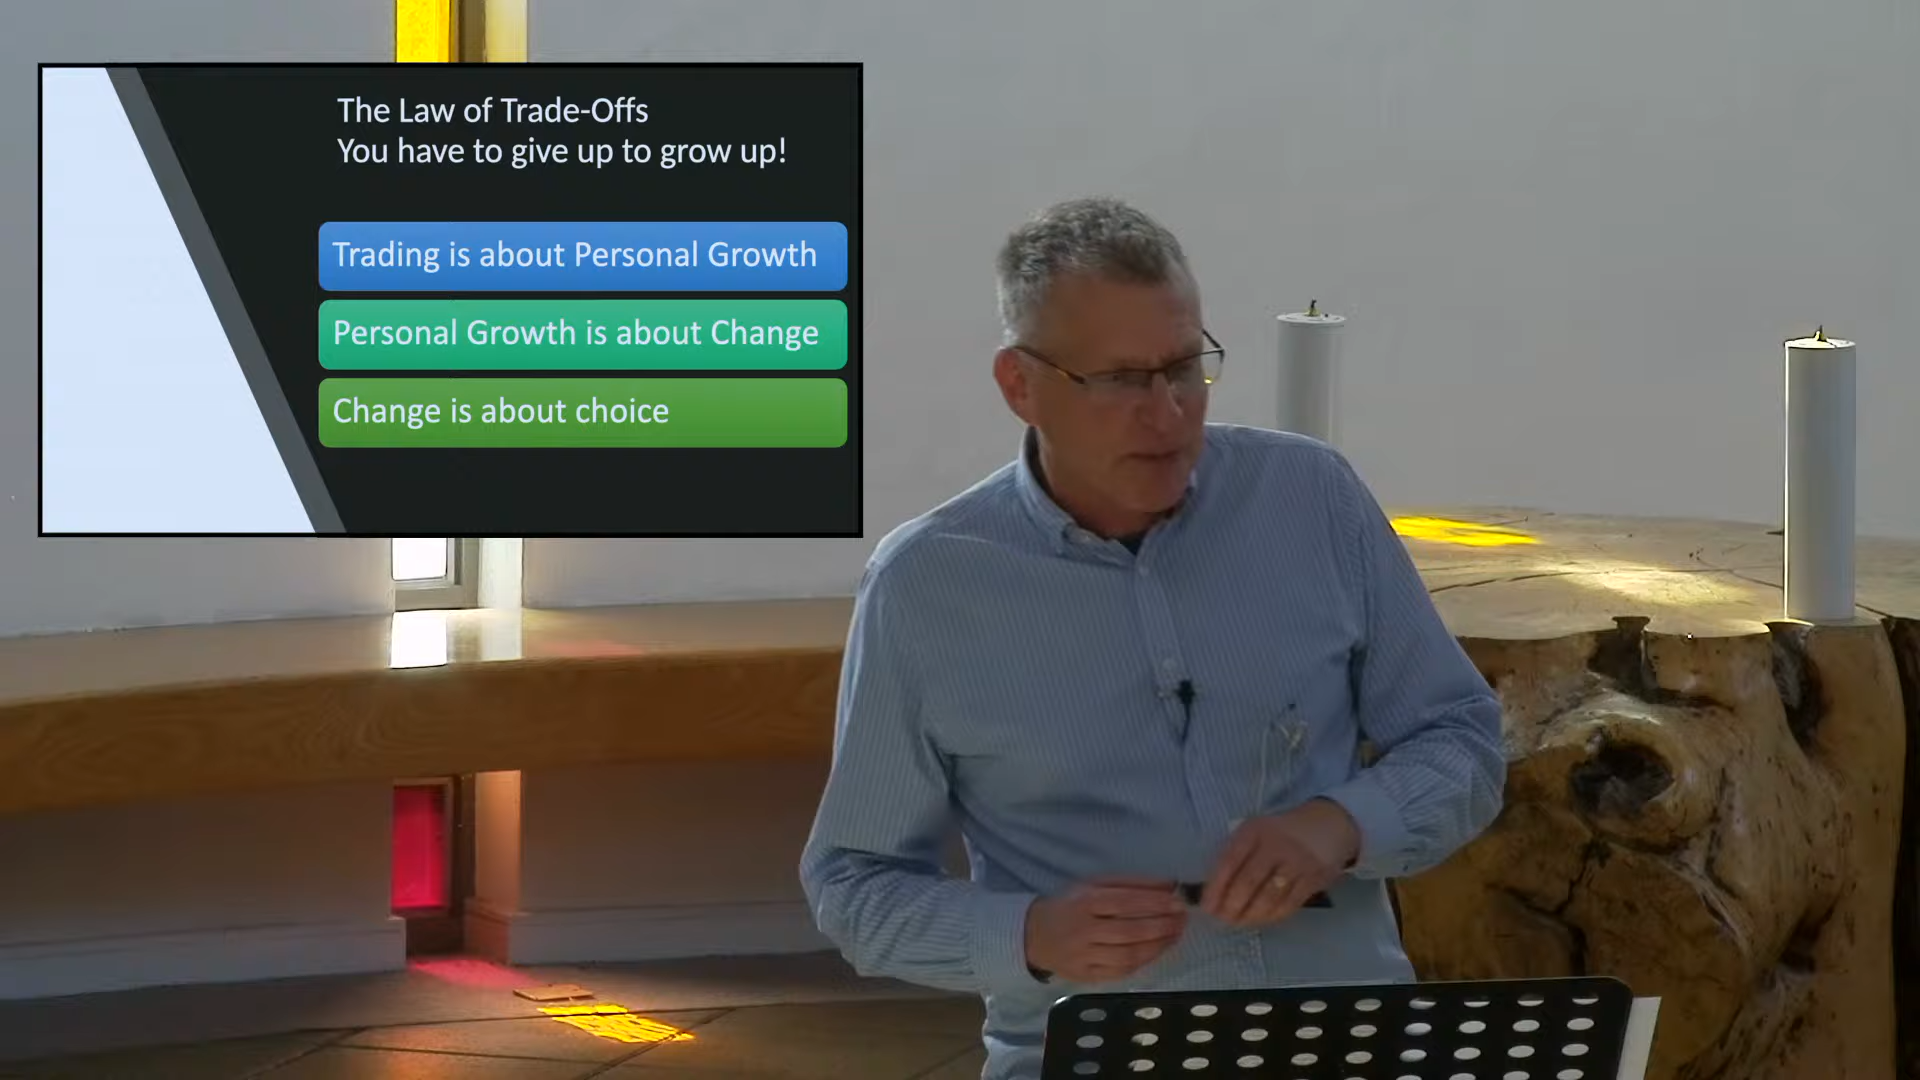 The Law of Trade-Offs
You have to give up to grow up!
Trading is about Personal Growth
Personal Growth is about Change
Change is about choice